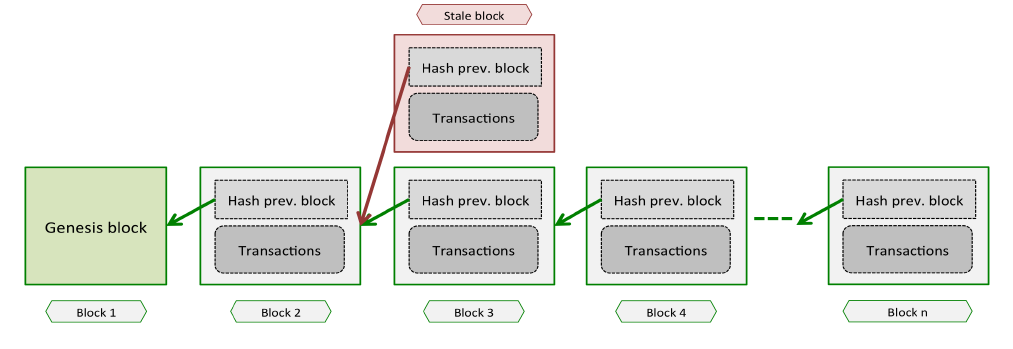 Stale block
Hash prev. block
Transactions
Genesis block
Hash prev. block
Transactions
Hash prev. block
Transactions
Hash prev. block
Transactions
Hash prev. block
Transactions
Block 1
Block 2
Block 3
Block 4
Block n